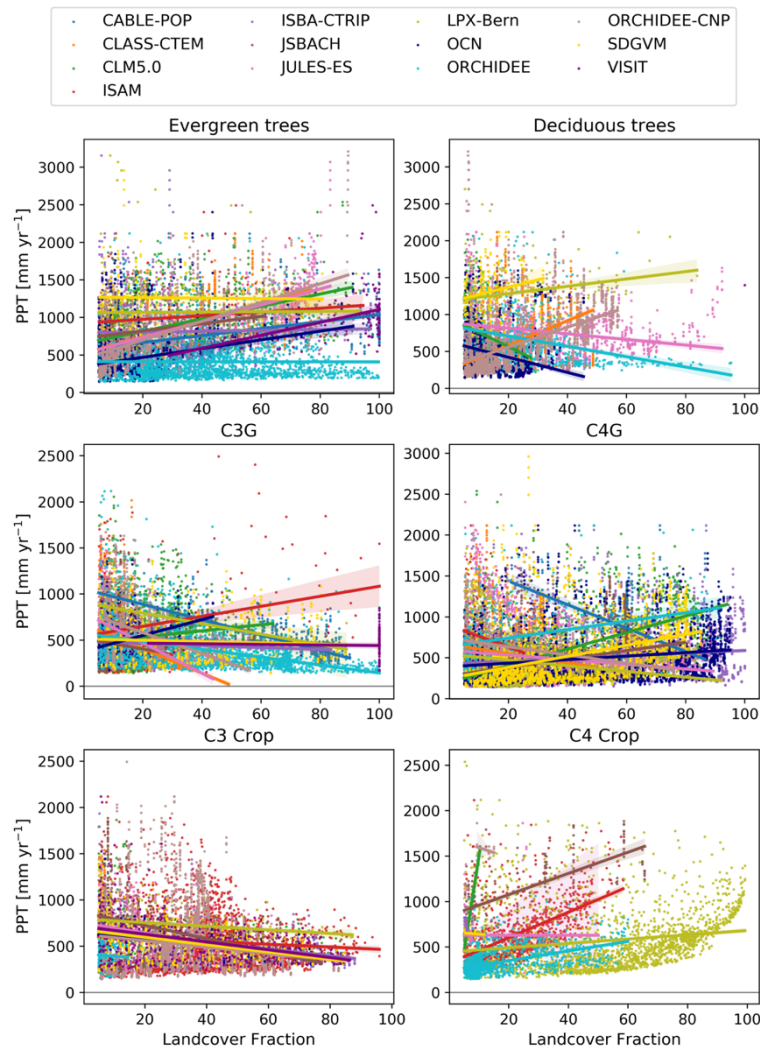 CABLE-POP ISBA-CTRIP LPX-Bern ORCHIDEE-CNP
CLASS-CTEM JSBACH OCN SDGVM
CLM5.0 JULES-ES ORCHIDEE VISIT
ISAM
Evergreen trees Deciduous trees
3000 3000
2500 2500
2000 2000
1500 1500
1000 1000
500 500
0 0
PPT [mm yr⁻¹]
20 40 60 80 100 20 40 60 80 100
C3G C4G
2500 3000
2000 2500
1500 2000
1000 1500
500 1000
0 500
0
PPT [mm yr⁻¹]
20 40 60 80 100 20 40 60 80 100
C3 Crop C4 Crop
2500 2500
2000 2000
1500 1500
1000 1000
500 500
0 0
PPT [mm yr⁻¹]
20 40 60 80 100 20 40 60 80 100
Landcover Fraction Landcover Fraction